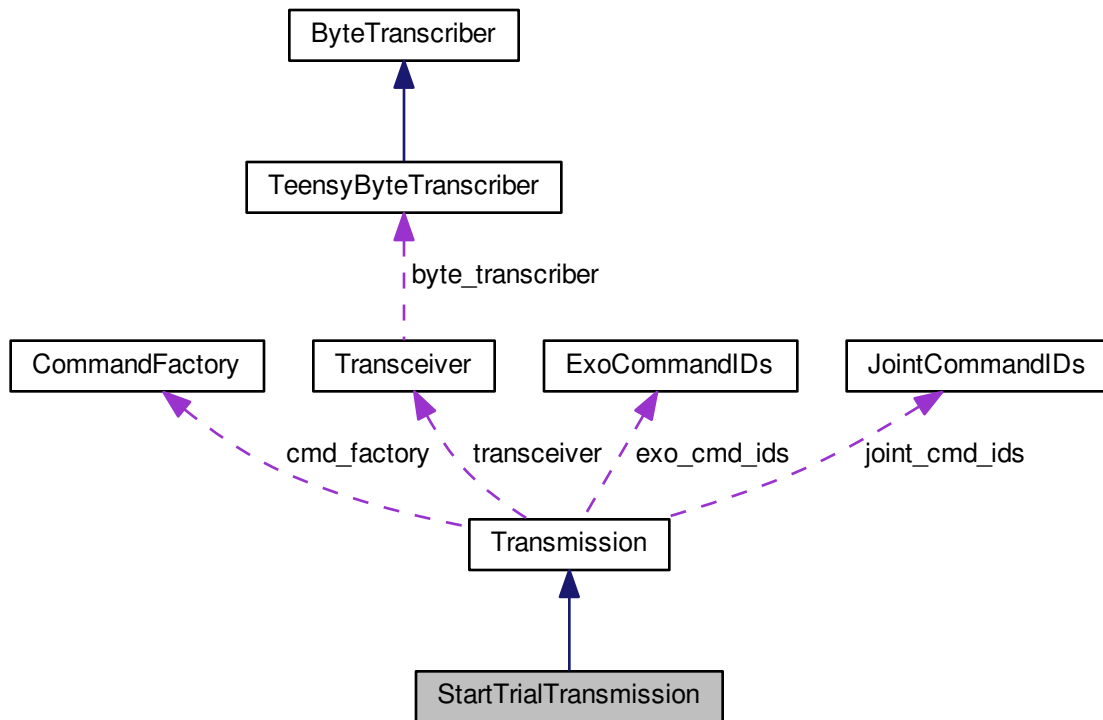 ByteTranscriber
TeensyByteTranscriber
byte_transcriber
CommandFactory
Transceiver
ExoCommandIDs
JointCommandIDs
cmd_factory
transceiver
exo_cmd_ids
joint_cmd_ids
Transmission
StartTrialTransmission